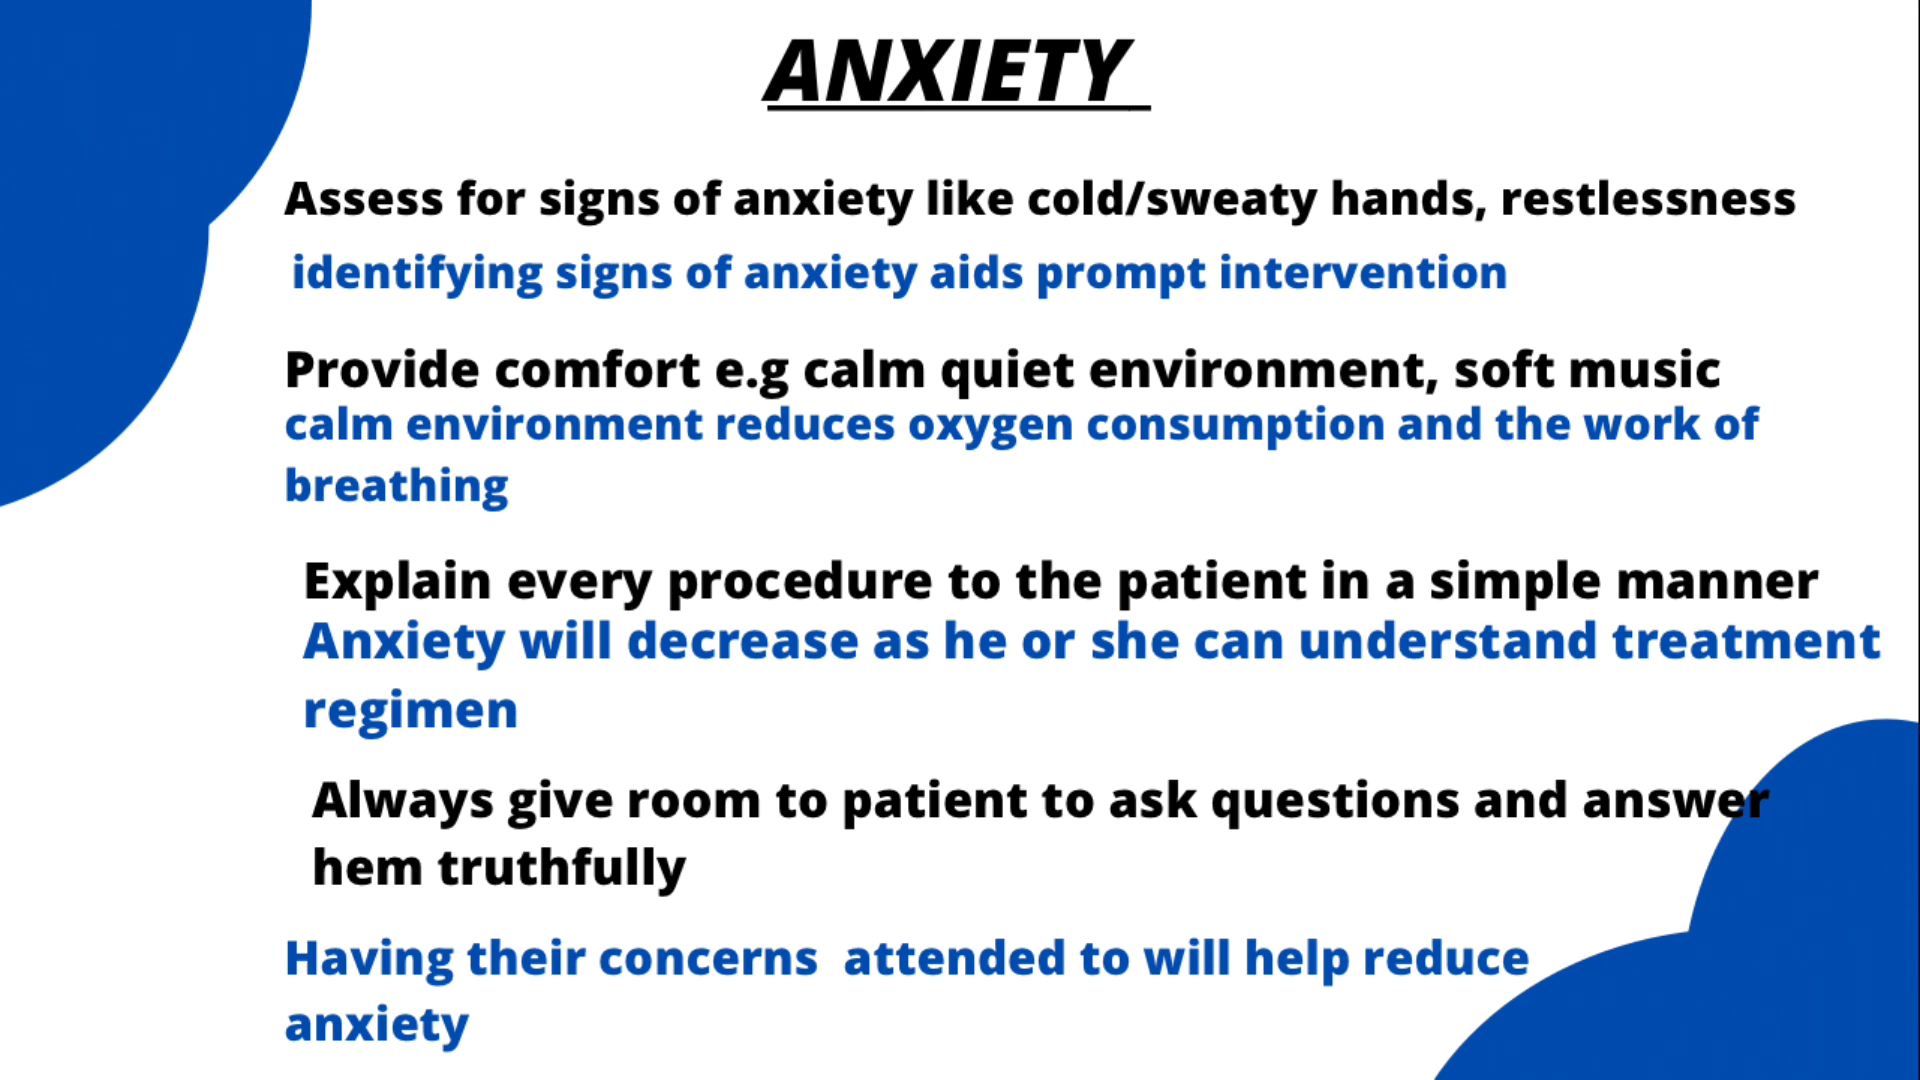 ANXIETY
Assess for signs of anxiety like cold/sweaty hands, restlessness
identifying signs of anxiety aids prompt intervention
Provide comfort e.g calm quiet environment, soft music
calm environment reduces oxygen consumption and the work of
breathing
Explain every procedure to the patient in a simple manner
Anxiety will decrease as he or she can understand treatment
regimen
Always give room to patient to ask questions and answer
hem truthfully
Having their concerns  attended to will help reduce
anxiety